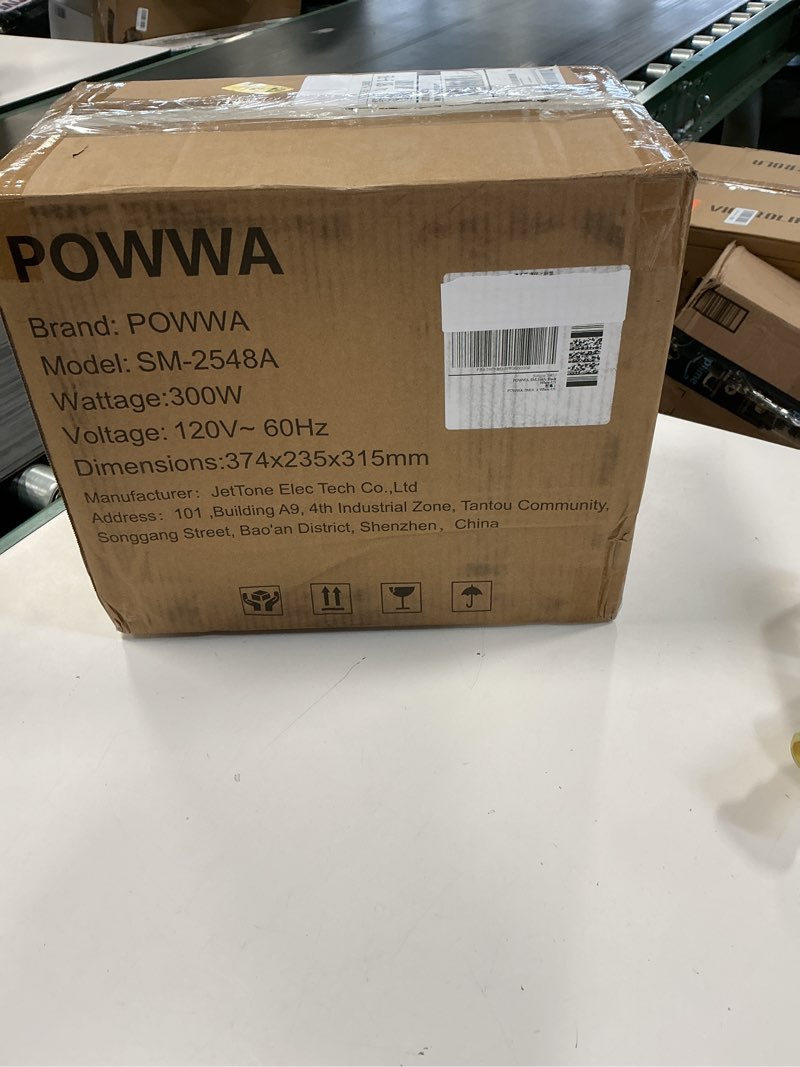 POWWA
Brand: POWWA
Model: SM-2548A
Wattage:300W
Voltage: 120V~ 60Hz
Dimensions:374x235x315mm
Manufacturer: JetTone Elec Tech Co.,Ltd
Address: 101 ,Building A9, 4th Industrial Zone, Tantou Community,
Songgang Street, Bao'an District, Shenzhen, China